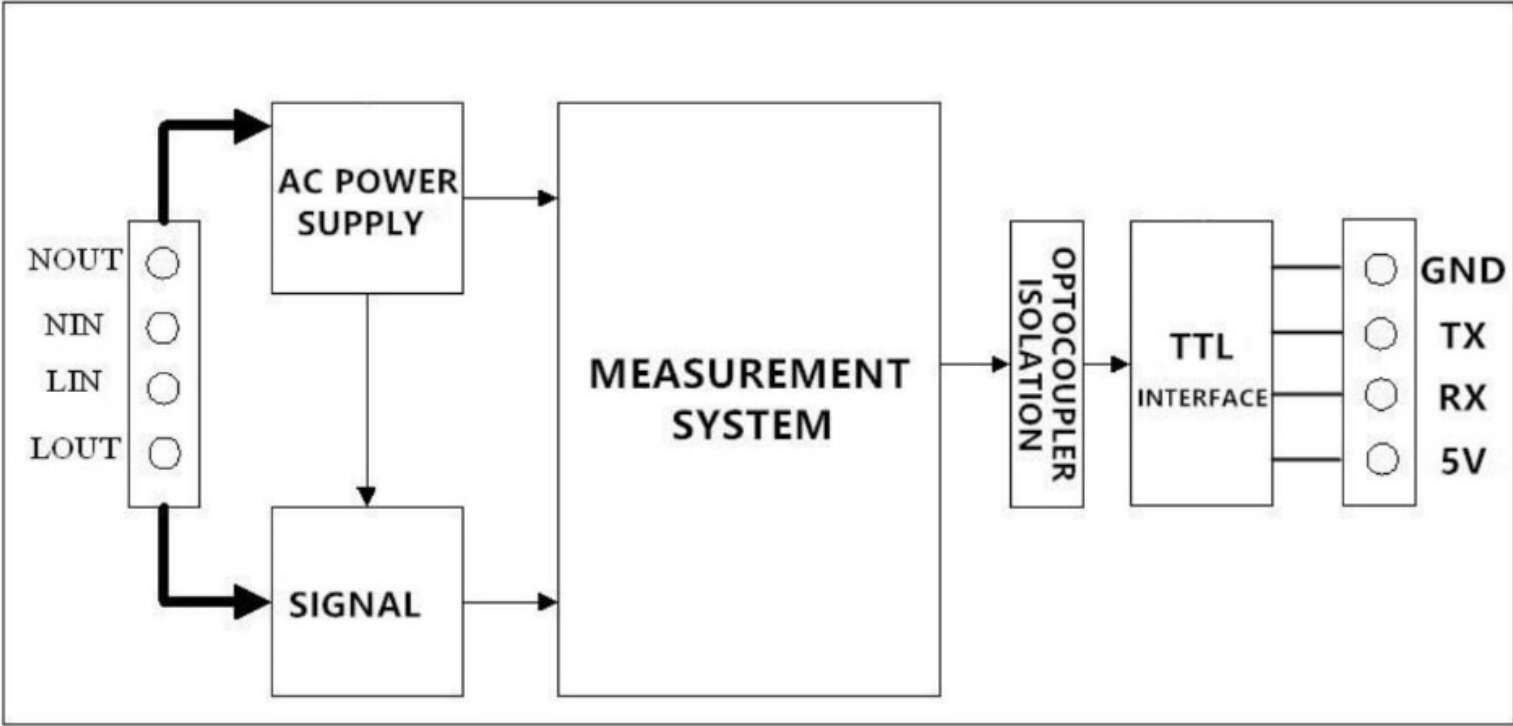 NOUT
NIN
LIN
LOUT
AC POWER
SUPPLY
SIGNAL
MEASUREMENT
SYSTEM
OPTOCOUPLER
ISOLATION
TTL
INTERFACE
GND
TX
RX
5V